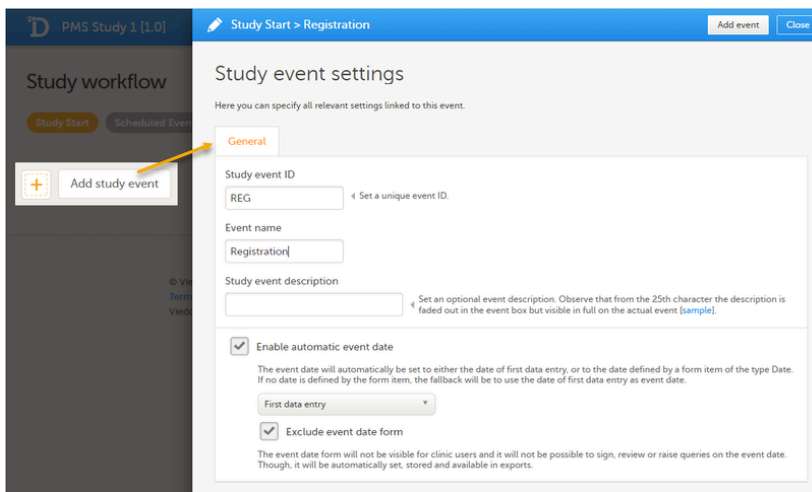 PMS Study 1 [1.0]
Study Start > Registration
Add event
Close
Study workflow
Study Start
Scheduled Even
Add study event
© Vie
Term
Viedo
Study event settings
Here you can specify all relevant settings linked to this event.
General
Study event ID
REG
Set a unique event ID.
Event name
Registration
Study event description
Set an optional event description. Observe that from the 25th character the description is
faded out in the event box but visible in full on the actual event [sample].
Enable automatic event date
The event date will automatically be set to either the date of first data entry, or to the date defined by a form item of the type Date.
If no date is defined by the form item, the fallback will be to use the date of first data entry as event date.
First data entry
Exclude event date form
The event date form will not be visible for clinic users and it will not be possible to sign, review or raise queries on the event date.
Though, it will be automatically set, stored and available in exports.